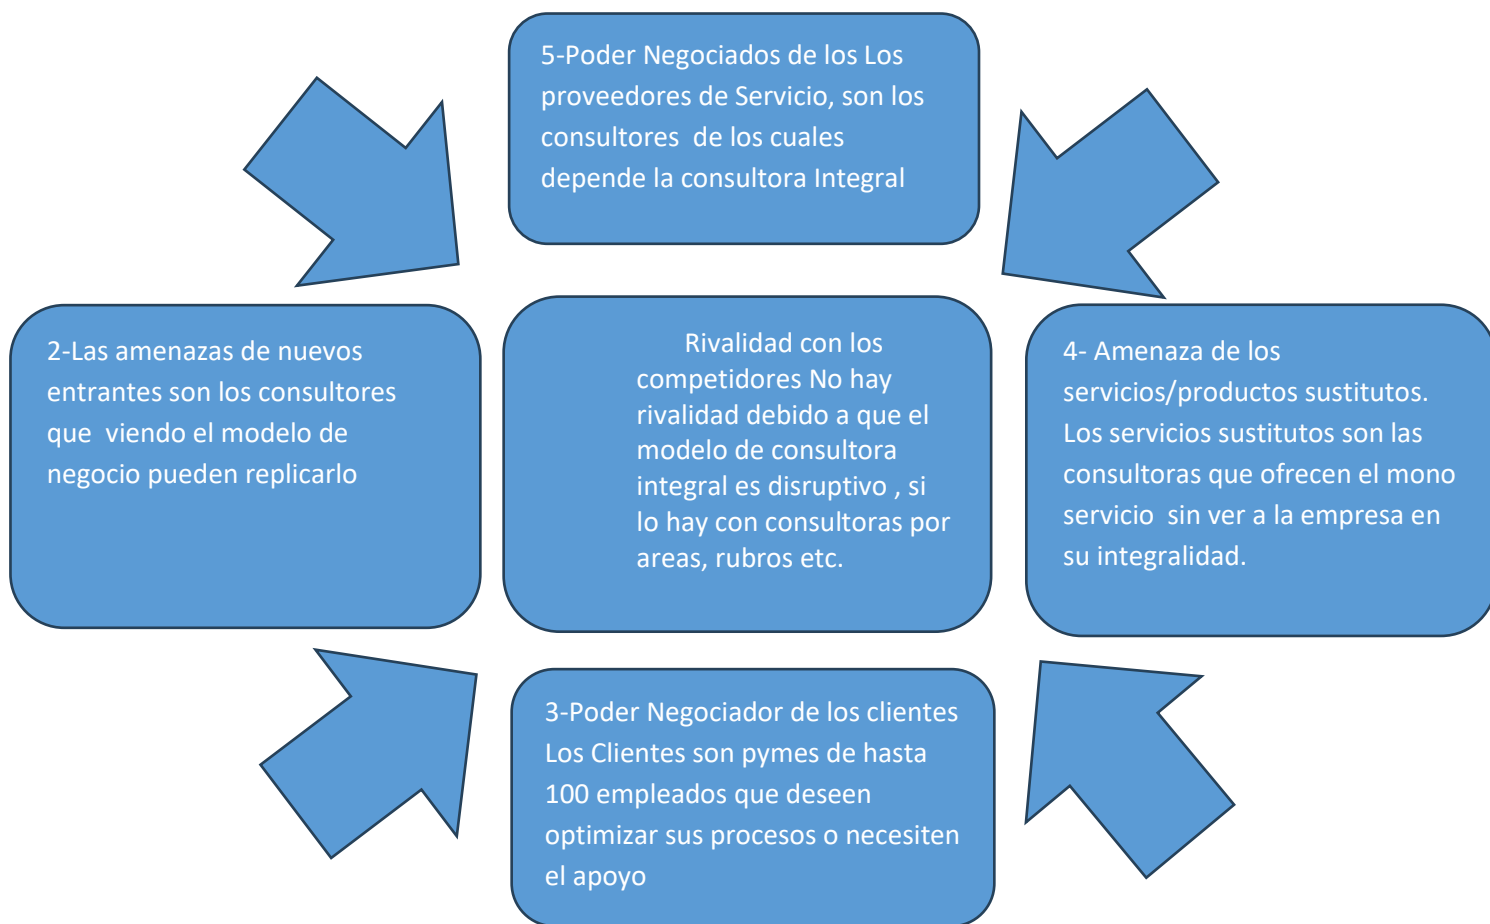 5-Poder Negociados de los Los
proveedores de Servicio, son los
consultores de los cuales
depende la consultora Integral
2-Las amenazas de nuevos
entrantes son los consultores
que viendo el modelo de
negocio pueden replicarlo
Rivalidad con los
competidores No hay
rivalidad debido a que el
modelo de consultora
integral es disruptivo , si
lo hay con consultoras por
areas, rubros etc.
4- Amenaza de los
servicios/productos sustitutos.
Los servicios sustitutos son las
consultoras que ofrecen el mono
servicio sin ver a la empresa en
su integralidad.
3-Poder Negociador de los clientes
Los Clientes son pymes de hasta
100 empleados que deseen
optimizar sus procesos o necesiten
el apoyo